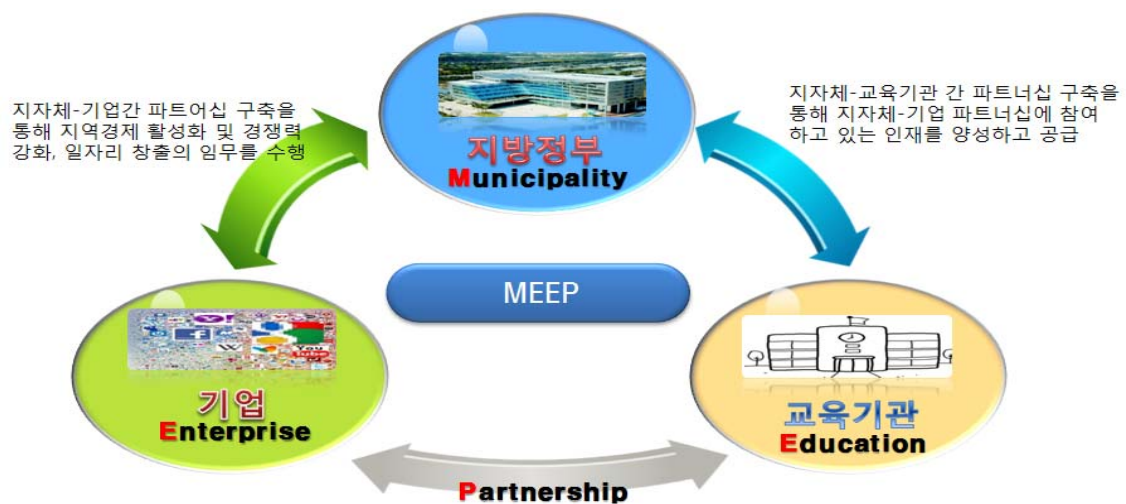 지자체-기업간 파트어십 구축을
통해 지역경제 활성화 및 경쟁력
강화, 일자리 창출의 임무를 수행
지방정부
Municipality
지자체-교육기관 간 파트너십 구축을
통해 지자체-기업 파트너십에 참여
하고 있는 인재를 양성하고 공급
MEEP
기업
Enterprise
교육기관
Education
Partnership
f
W
You
Tube